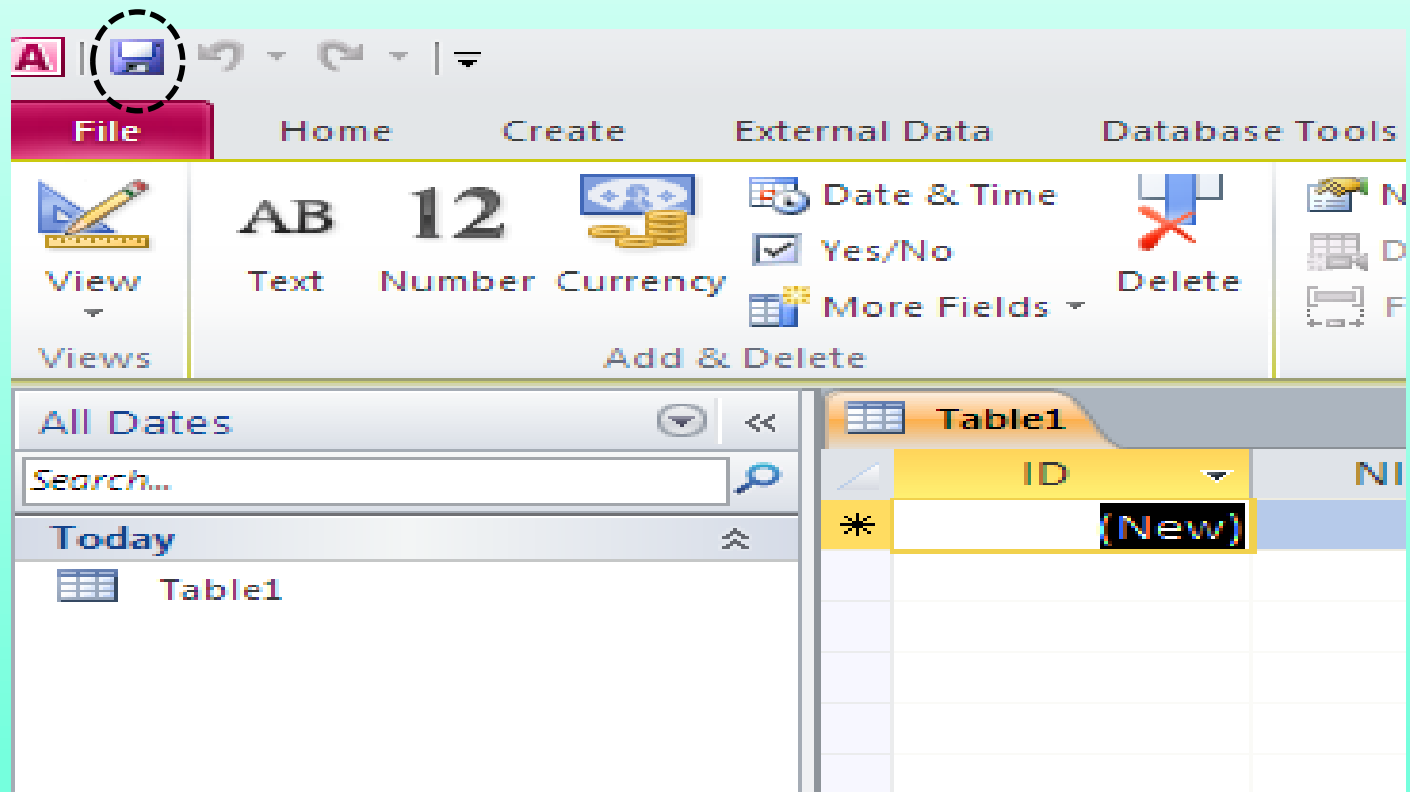 A
File Home Create External Data Database Tools
AB 12 Date & Time
Yes/No
View Text Number Currency More Fields Delete
Views Add & Delete
All Dates Table1
Search... ID
Today (New)
Table1